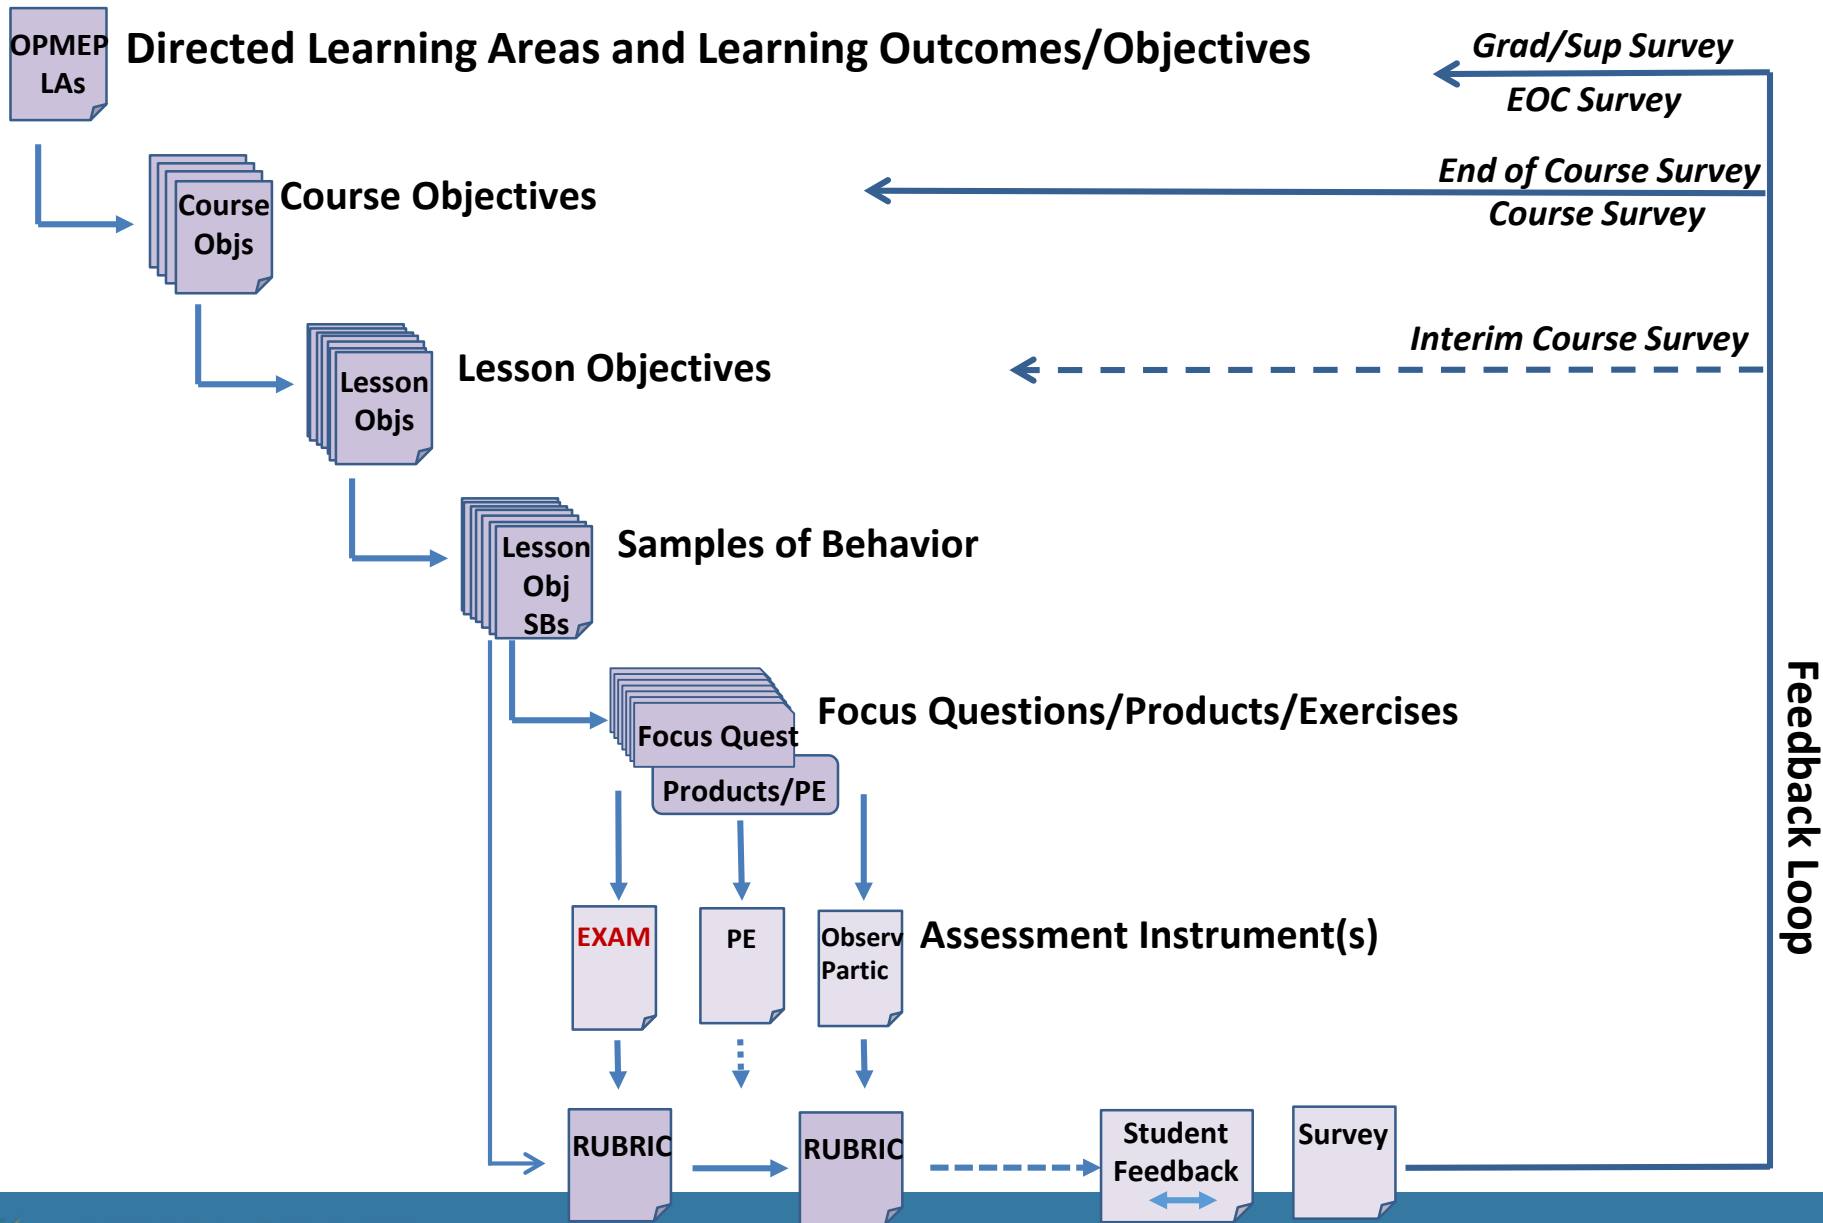 OPMEP
LAs
Directed Learning Areas and Learning Outcomes/Objectives
Grad/Sup Survey
EOC Survey
Course
Objs
Course Objectives
End of Course Survey
Course Survey
Lesson
Objs
Lesson Objectives
Interim Course Survey
Lesson
Obj
SBs
Samples of Behavior
Focus Quest
Products/PE
Focus Questions/Products/Exercises
Feedback Loop
EXAM
PE
Observ
Partic
Assessment Instrument(s)
RUBRIC
RUBRIC
Student
Feedback
Survey